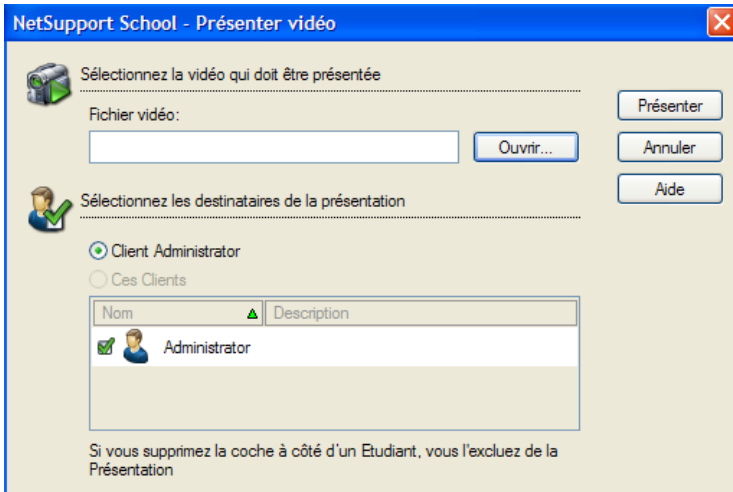 NetSupport School - Présenter vidéo
Sélectionnez la vidéo qui doit être présentée
Fichier vidéo:
Ouvrir...
Présenter
Annuler
Aide
Sélectionnez les destinataires de la présentation
Client Administrator
Ces Clients
Nom Description
Administrator
Si vous supprimez la coche à côté d'un Etudiant, vous l'excluez de la
Présentation